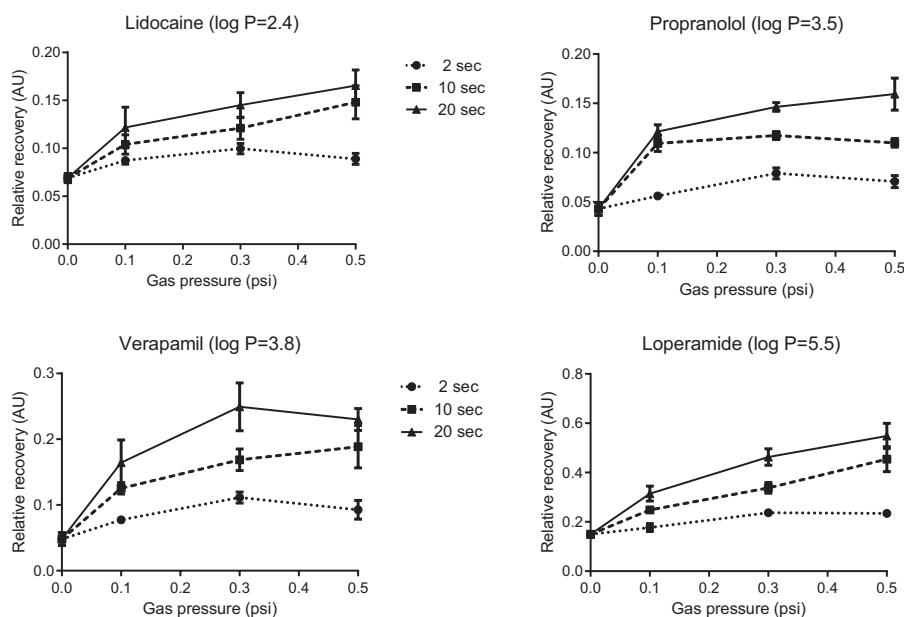 Lidocaine (log P=2.4)
Relative recovery (AU)
0.20
0.15
0.10
0.05
0.00
0.0 0.1 0.2 0.3 0.4 0.5
Gas pressure (psi)
2 sec
10 sec
20 sec
Propranolol (log P=3.5)
Relative recovery (AU)
0.20
0.15
0.10
0.05
0.00
0.0 0.1 0.2 0.3 0.4 0.5
Gas pressure (psi)
Verapamil (log P=3.8)
Relative recovery (AU)
0.3
0.2
0.1
0.0
0.0 0.1 0.2 0.3 0.4 0.5
Gas pressure (psi)
2 sec
10 sec
20 sec
Loperamide (log P=5.5)
Relative recovery (AU)
0.8
0.6
0.4
0.2
0.0
0.0 0.1 0.2 0.3 0.4 0.5
Gas pressure (psi)